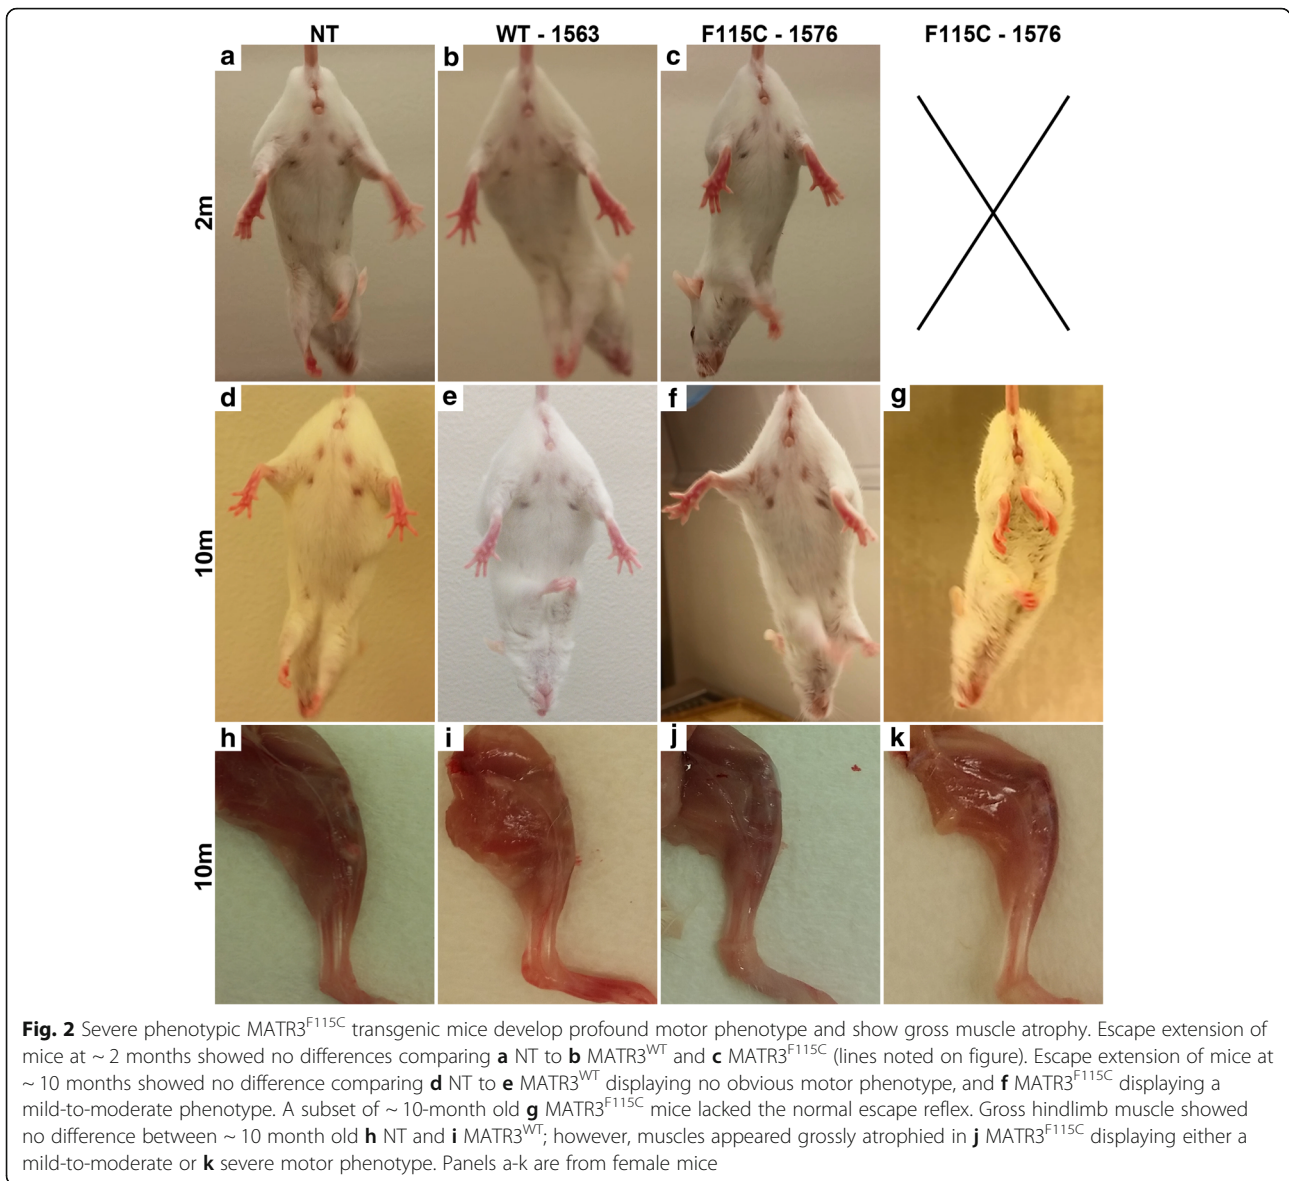 NT WT - 1563 F115C - 1576 F115C - 1576
a b c
2m
d e f g
10m
h i j k
10m
Fig. 2 Severe phenotypic MATR3F115C transgenic mice develop profound motor phenotype and show gross muscle atrophy. Escape extension of
mice at ~ 2 months showed no differences comparing a NT to b MATR3WT and c MATR3F115C (lines noted on figure). Escape extension of mice at
~ 10 months showed no difference comparing d NT to e MATR3WT displaying no obvious motor phenotype, and f MATR3F115C displaying a
mild-to-moderate phenotype. A subset of ~ 10-month old g MATR3F115C mice lacked the normal escape reflex. Gross hindlimb muscle showed
no difference between ~ 10 month old h NT and i MATR3WT; however, muscles appeared grossly atrophied in j MATR3F115C displaying either a
mild-to-moderate or k severe motor phenotype. Panels a-k are from female mice